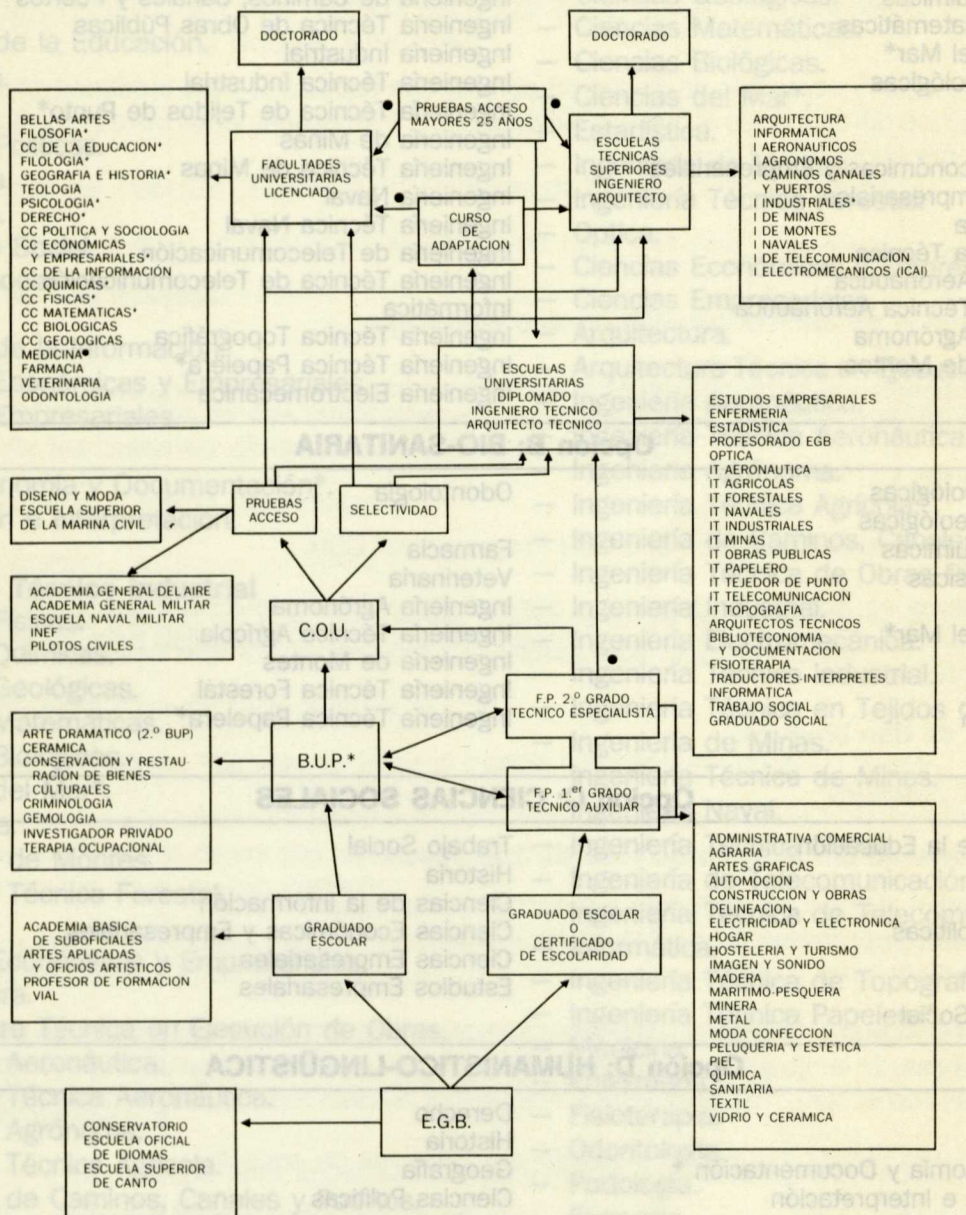 DOCTORADO
DOCTORADO
PRUEBAS ACCESO
MAYORES 25 AÑOS
BELLAS ARTES
FILOSOFIA*
CC DE LA EDUCACION*
FILOLOGIA*
GEOGRAFIA E HISTORIA*
TEOLOGIA
PSICOLOGIA*
DERECHO*
CC POLITICA Y SOCIOLOGIA
CC ECONOMICAS
Y EMPRESARIALES*
CC DE LA INFORMACIÓN
CC QUIMICAS*
CC FISICAS*
CC MATEMATICAS*
CC BIOLOGICAS
CC GEOLOGICAS
MEDICINA●
FARMACIA
VETERINARIA
ODONTOLOGIA
FACULTADES
UNIVERSITARIAS
LICENCIADO
ESCUELAS
TECNICAS
SUPERIORES
INGENIERO
ARQUITECTO
ARQUITECTURA
INFORMATICA
I AERONAUTICOS
I AGRONOMOS
I CAMINOS CANALES
Y PUERTOS
I INDUSTRIALES*
I DE MINAS
I DE MONTES
I NAVALES
I DE TELECOMUNICACION
I ELECTROMECANICOS (ICAI)
CURSO
DE
ADAPTACION
ESCUELAS
UNIVERSITARIAS
DIPLOMADO
INGENIERO TECNICO
ARQUITECTO TECNICO
ESTUDIOS EMPRESARIALES
ENFERMERIA
ESTADISTICA
PROFESORADO EGB
OPTICA
IT AERONAUTICA
IT AGRICOLAS
IT FORESTALES
IT NAVALES
IT INDUSTRIALES
IT MINAS
IT OBRAS PUBLICAS
IT PAPELERO
IT TEJEDOR DE PUNTO
IT TELECOMUNICACION
IT TOPOGRAFIA
ARQUITECTOS TECNICOS
BIBLIOTECONOMIA
Y DOCUMENTACION
FISIOTERAPIA
TRADUCTORES-INTERPRETES
INFORMATICA
TRABAJO SOCIAL
GRADUADO SOCIAL
DISENO Y MODA
ESCUELA SUPERIOR
DE LA MARINA CIVIL
PRUEBAS
ACCESO
SELECTIVIDAD
ACADEMIA GENERAL DEL AIRE
ACADEMIA GENERAL MILITAR
ESCUELA NAVAL MILITAR
INEF
PILOTOS CIVILES
C.O.U.
F.P. 2.º GRADO
TECNICO ESPECIALISTA
ARTE DRAMATICO (2.º BUP)
CERAMICA
CONSERVACION Y RESTAU
RACION DE BIENES
CULTURALES
CRIMINOLOGIA
GEMOLOGIA
INVESTIGADOR PRIVADO
TERAPIA OCUPACIONAL
B.U.P.*
F.P. 1.er GRADO
TECNICO AUXILIAR
ADMINISTRATIVA COMERCIAL
AGRARIA
ARTES GRAFICAS
AUTOMOCION
CONSTRUCCION Y OBRAS
DELINEACION
ELECTRICIDAD Y ELECTRONICA
HOGAR
HOSTELERIA Y TURISMO
IMAGEN Y SONIDO
MADERA
MARITIMO-PESQUERA
MINERA
METAL
MODA CONFECCION
PELUQUERIA Y ESTETICA
PIEL
QUIMICA
SANITARIA
TEXTIL
VIDRIO Y CERAMICA
ACADEMIA BASICA
DE SUBOFICIALES
ARTES APLICADAS
Y OFICIOS ARTISTICOS
PROFESOR DE FORMACION
VIAL
GRADUADO
ESCOLAR
GRADUADO ESCOLAR
O
CERTIFICADO
DE ESCOLARIDAD
CONSERVATORIO
ESCUELA OFICIAL
DE IDIOMAS
ESCUELA SUPERIOR
DE CANTO
E.G.B.